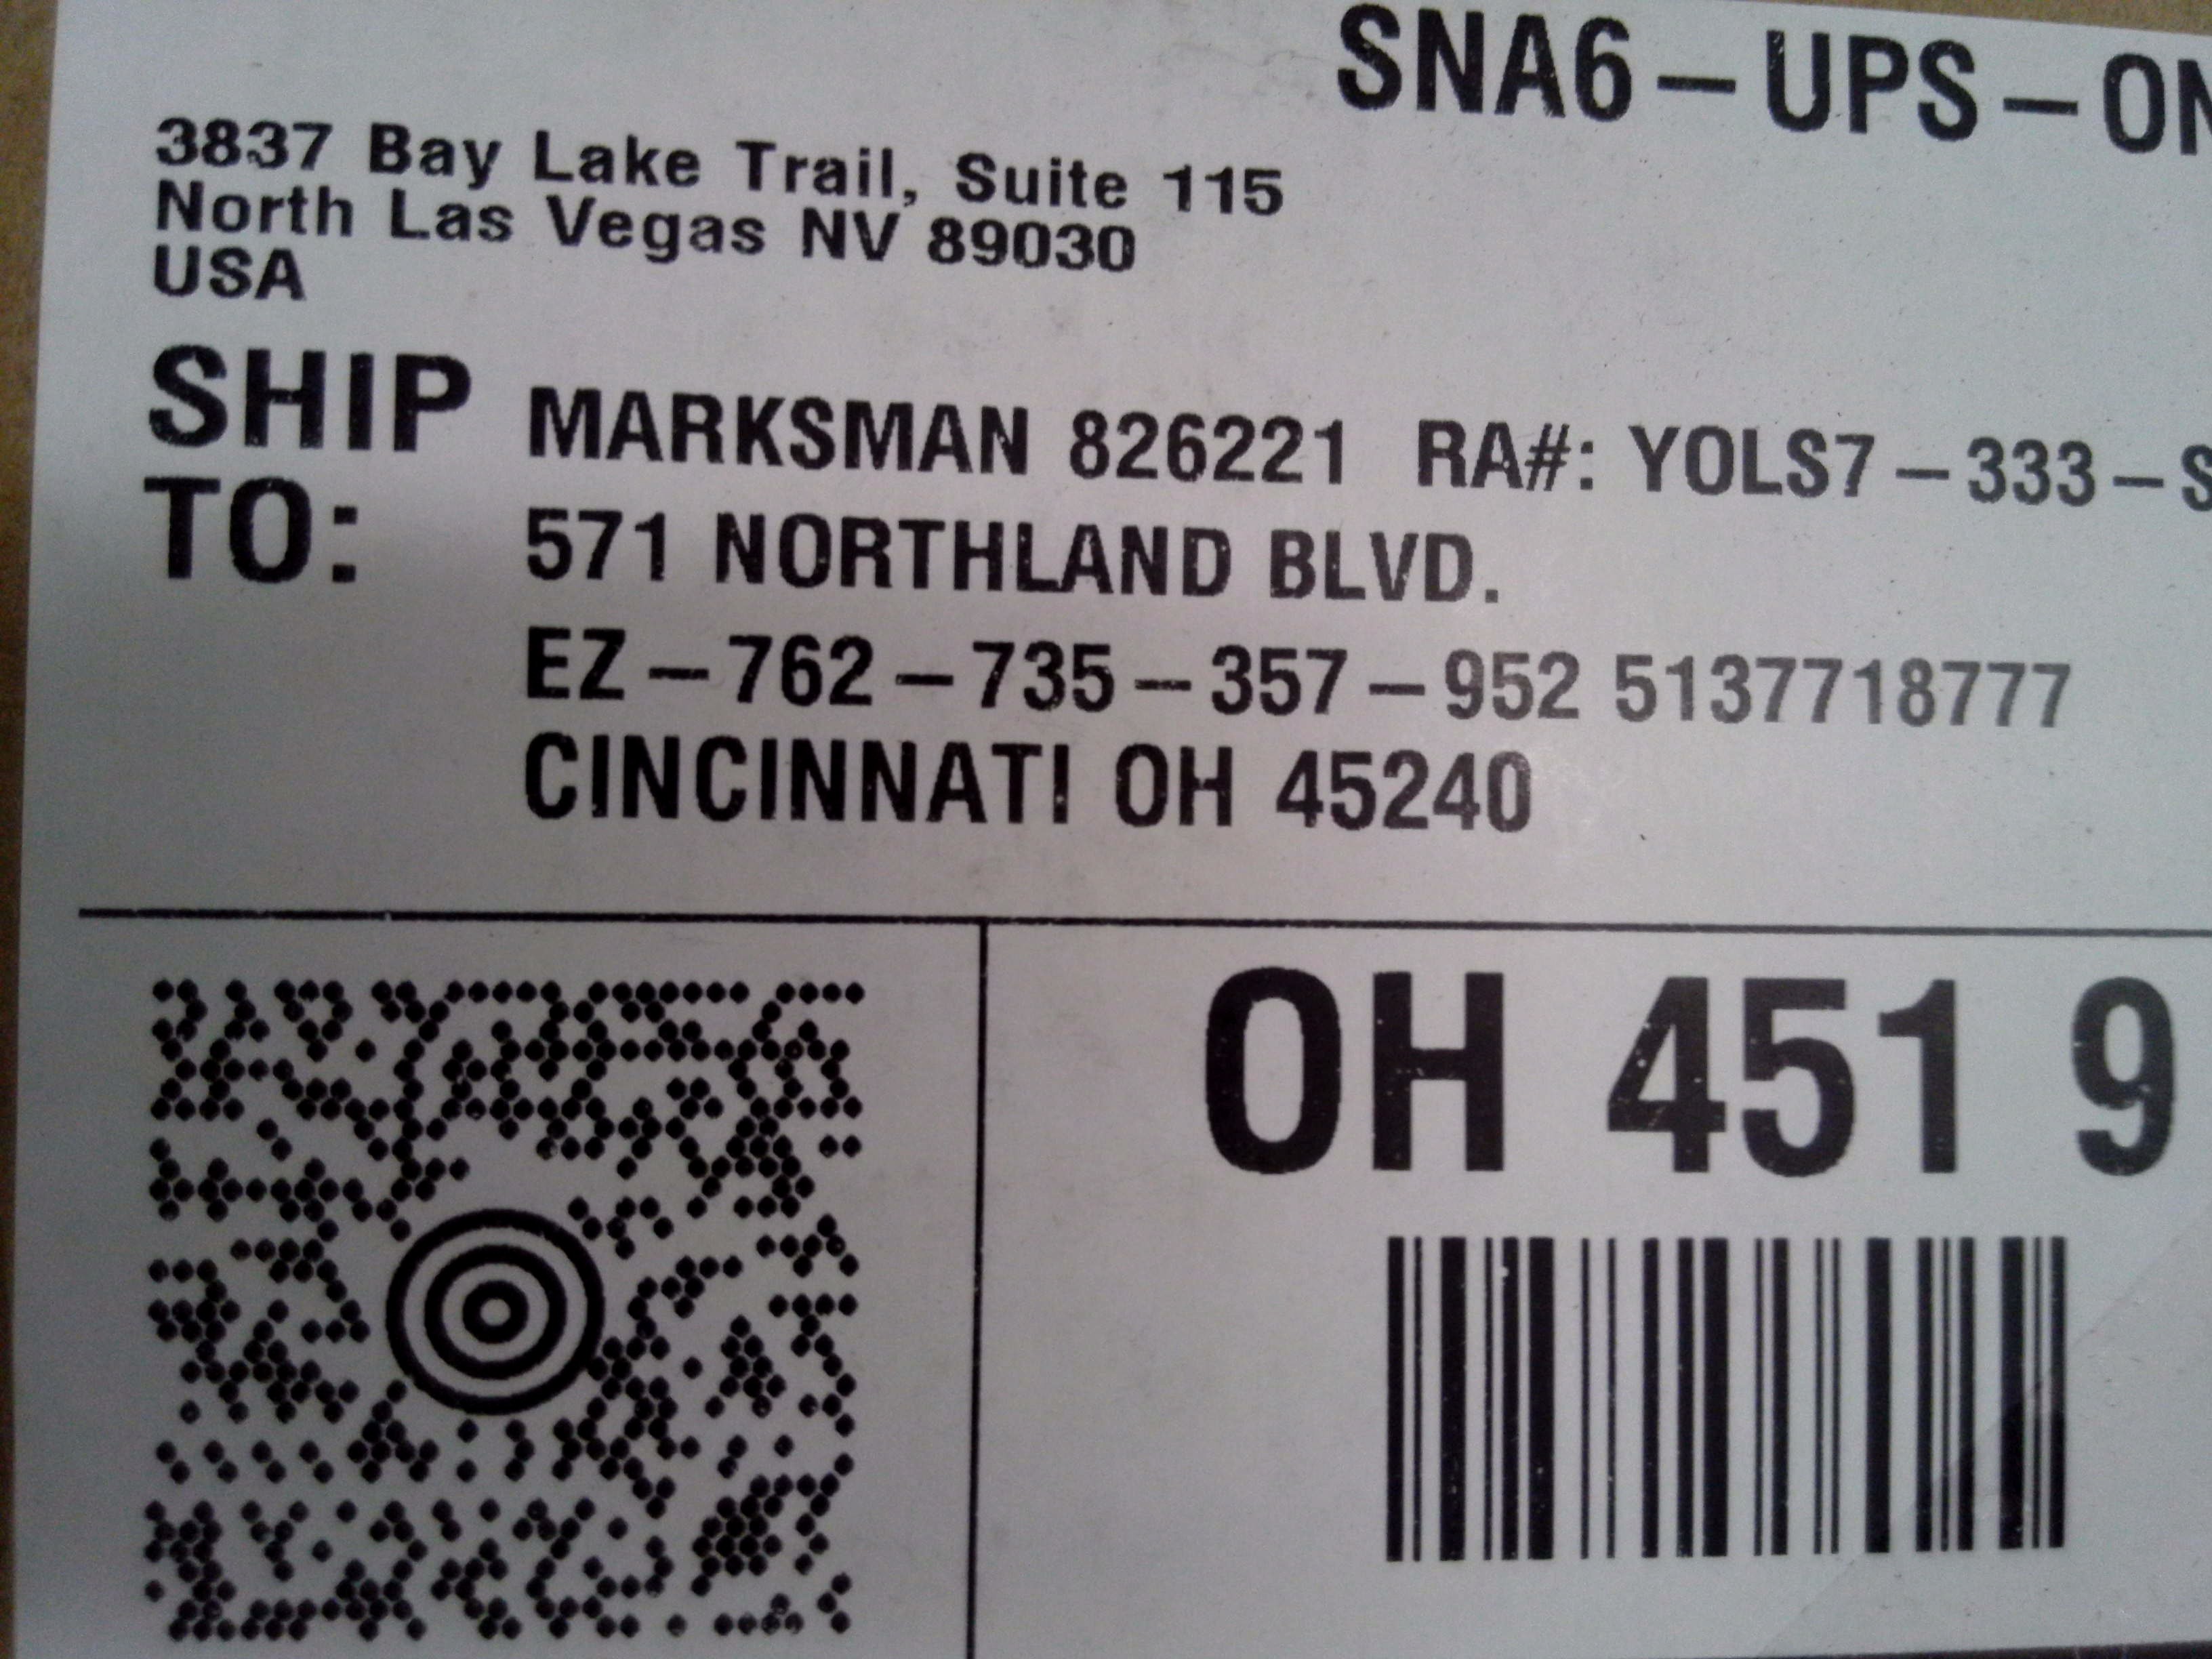 SNA6-UPS-ON
3837 Bay Lake Trail, Suite 115
North Las Vegas NV 89030
USA
SHIP TO:
MARKSMAN 826221 RA#: YOLS7-333-S
571 NORTHLAND BLVD.
EZ-762-735-357-952 5137718777
CINCINNATI OH 45240
OH 451 9